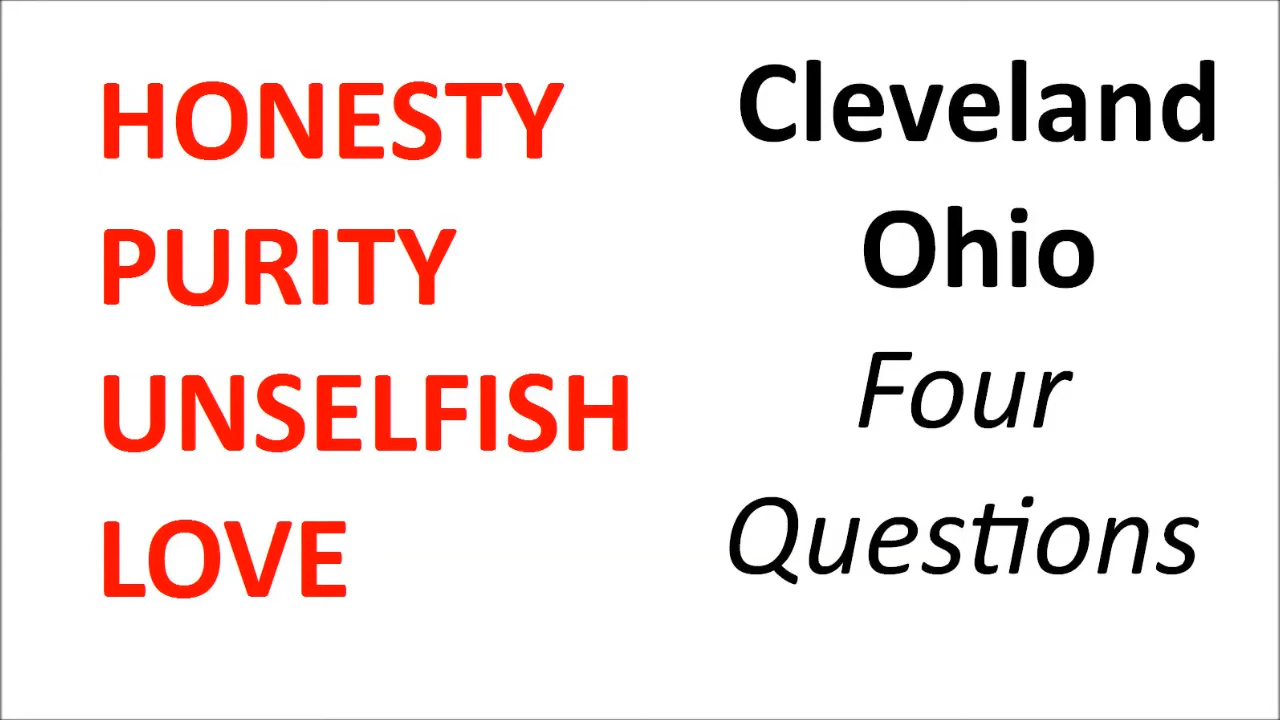 HONESTY
PURITY
UNSELFISH
LOVE
Cleveland
Ohio
Four
Questions